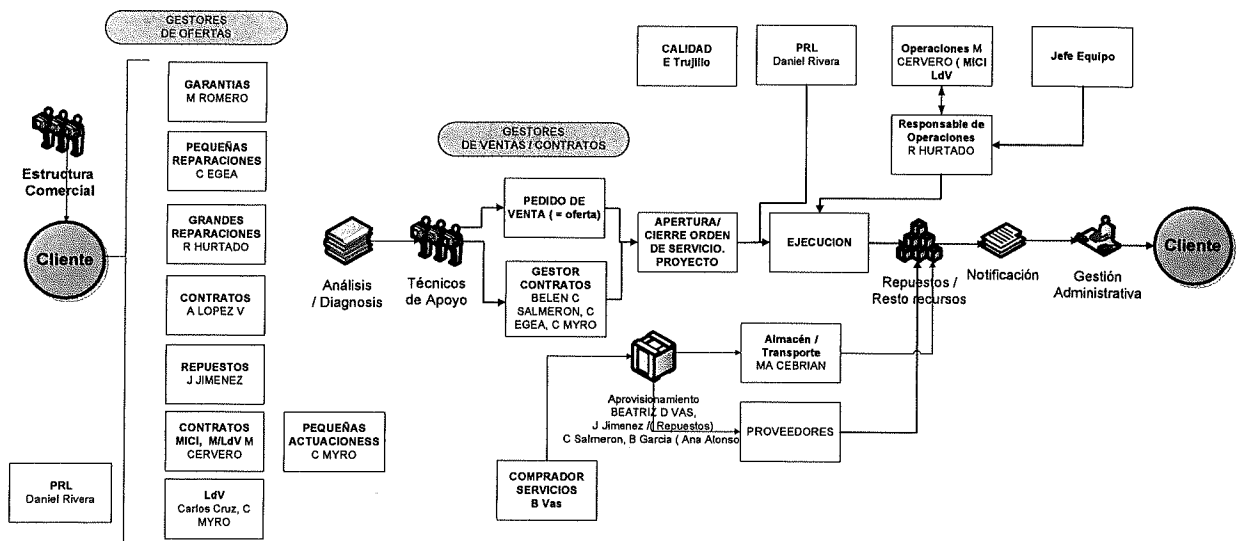 GESTORES
DE OFERTAS
Estructura
Comercial
Cliente
GARANTIAS
M ROMERO
PEQUEÑAS
REPARACIONES
C EGEA
GRANDES
REPARACIONES
R HURTADO
CONTRATOS
A LOPEZ V
REPUESTOS
J JIMENEZ
CONTRATOS
MICI, M/LdV M
CERVERO
PEQUEÑAS
ACTUACIONESS
C MYRO
LdV
Carlos Cruz, C
MYRO
PRL
Daniel Rivera
Análisis
/ Diagnosis
Técnicos
de Apoyo
GESTORES
DE VENTAS / CONTRATOS
PEDIDO DE
VENTA ( = oferta)
GESTOR
CONTRATOS
BELEN C
SALMERON, C
EGEA, C MYRO
APERTURA/
CIERRE ORDEN
DE SERVICIO.
PROYECTO
CALIDAD
E Trujillo
PRL
Daniel Rivera
Operaciones M
CERVERO ( MICI
LdV
Jefe Equipo
Responsable de
Operaciones
R HURTADO
EJECUCION
Repuestos /
Resto recursos
Notificación
Gestión
Administrativa
Cliente
Aprovisionamiento
BEATRIZ D VAS,
J Jimenez /( Repuestos)
C Salmeron, B Garcia ( Ana Alonso
Almacén /
Transporte
MA CEBRIAN
PROVEEDORES
COMPRADOR
SERVICIOS
B Vas